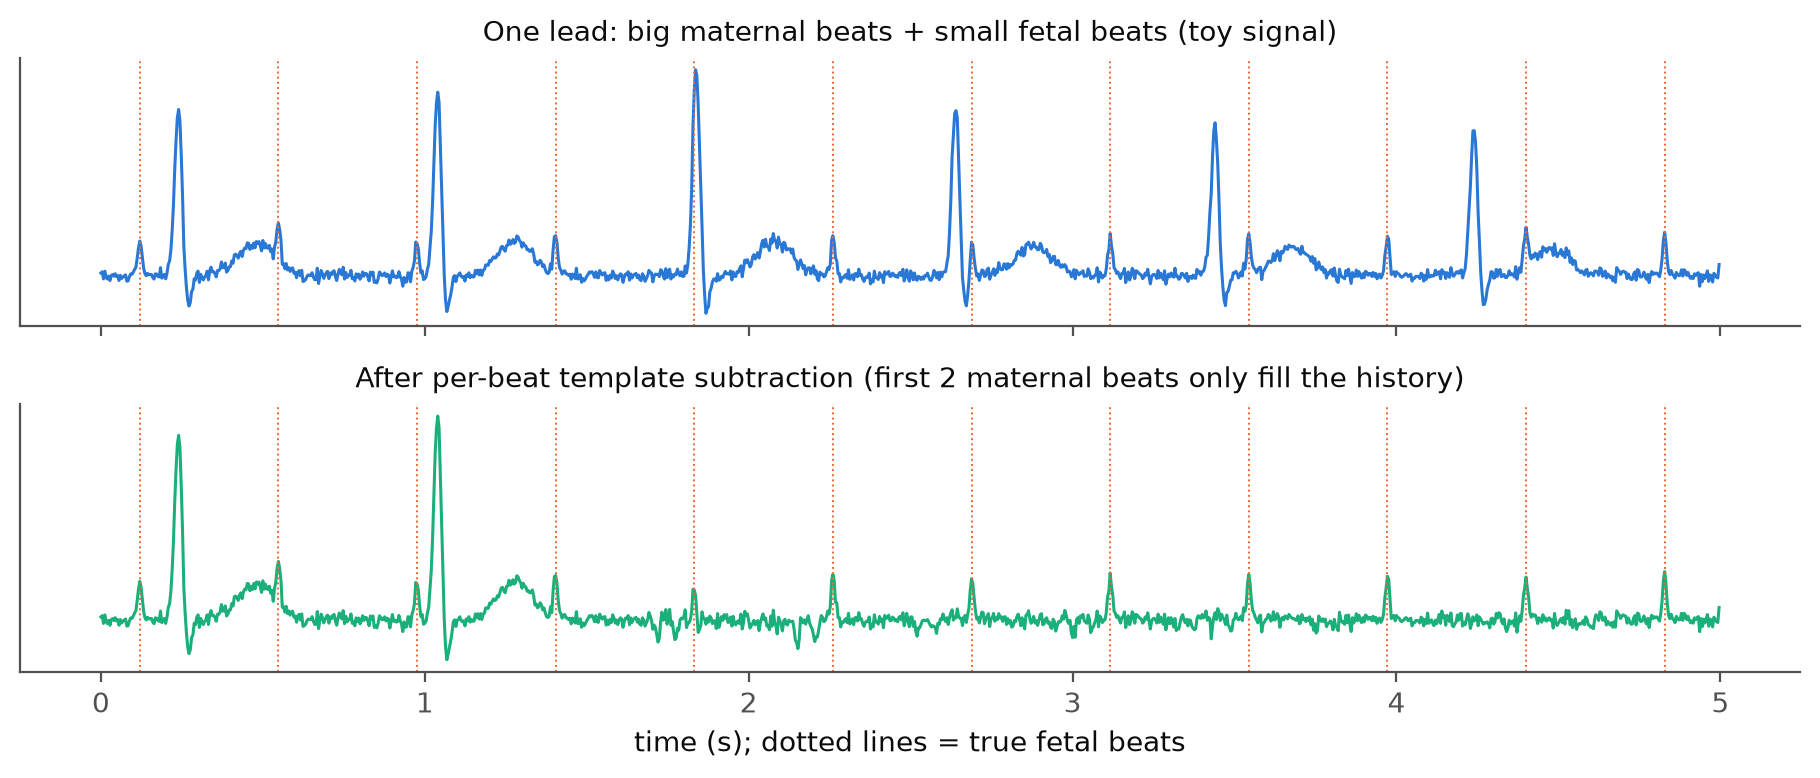 One lead: big maternal beats + small fetal beats (toy signal)
After per-beat template subtraction (first 2 maternal beats only fill the history)
0 1 2 3 4 5
time (s); dotted lines = true fetal beats